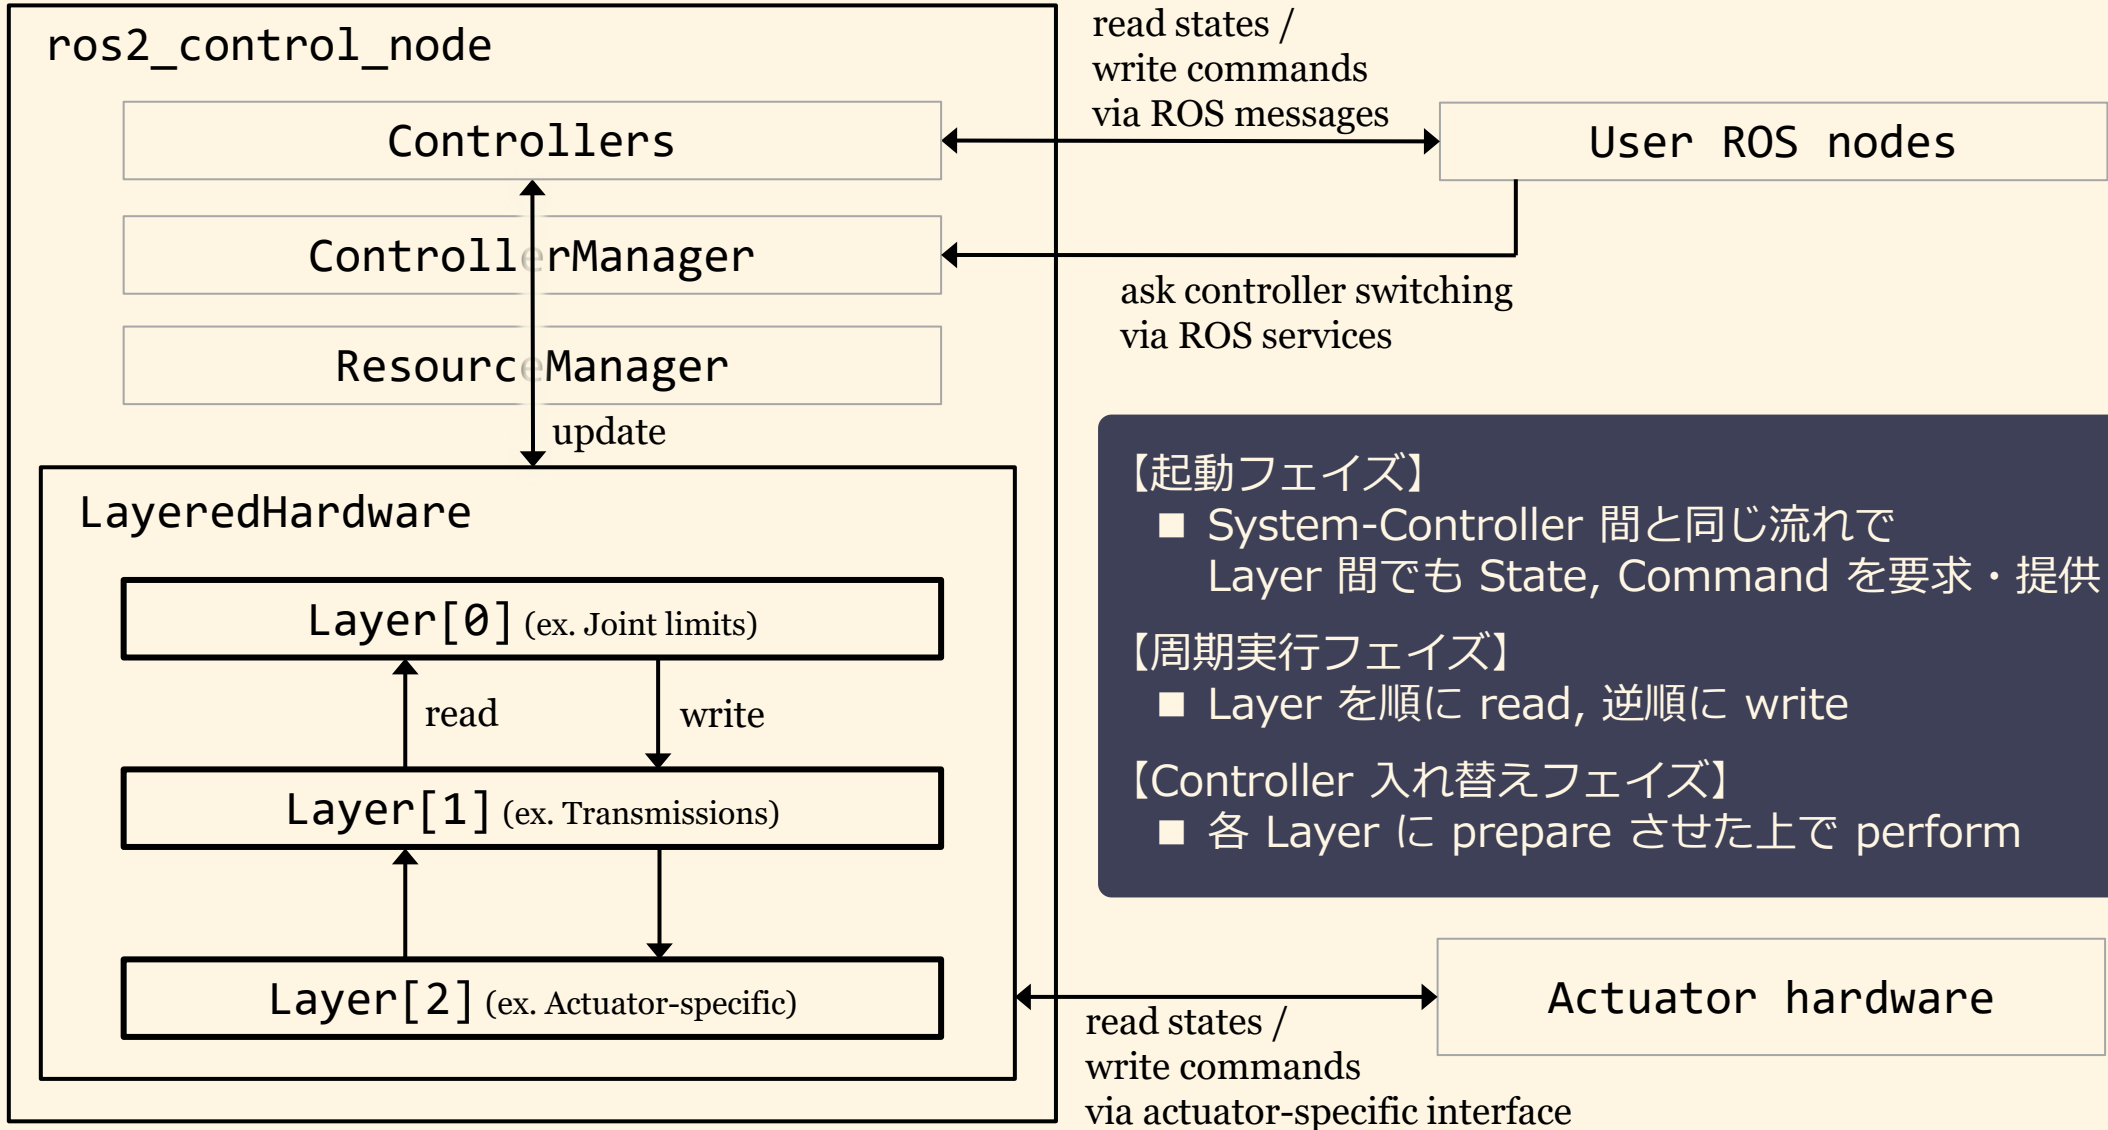 ros2_control_node
Controllers
ControllerManager
ResourceManager
update
LayeredHardware
Layer[0] (ex. Joint limits)
read
write
Layer[1] (ex. Transmissions)
Layer[2] (ex. Actuator-specific)
read states /
write commands
via ROS messages
User ROS nodes
ask controller switching
via ROS services
【起動フェイズ】
■ System-Controller 間と同じ流れで
Layer 間でも State, Command を要求・提供
【周期実行フェイズ】
■ Layer を順に read, 逆順に write
【Controller 入れ替えフェイズ】
■ 各 Layer に prepare させた上で perform
Actuator hardware
read states /
write commands
via actuator-specific interface